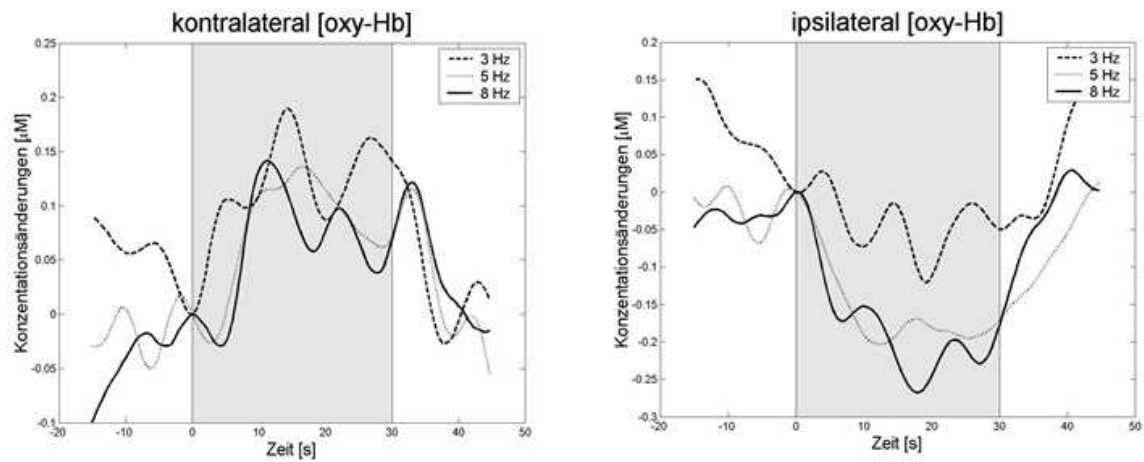 kontralateral [oxy-Hb]
0.25
0.2
0.15
0.1
0.05
0
-0.05
-0.1
Konzentationsänderungen [µM]
3 Hz
5 Hz
8 Hz
-20 -10 0 10 20 30 40 50
Zeit [s]
ipsilateral [oxy-Hb]
0.2
0.15
0.1
0.05
0
-0.05
-0.1
-0.15
-0.2
-0.25
-0.3
Konzentationsänderungen [µM]
3 Hz
5 Hz
8 Hz
-20 -10 0 10 20 30 40 50
Zeit [s]